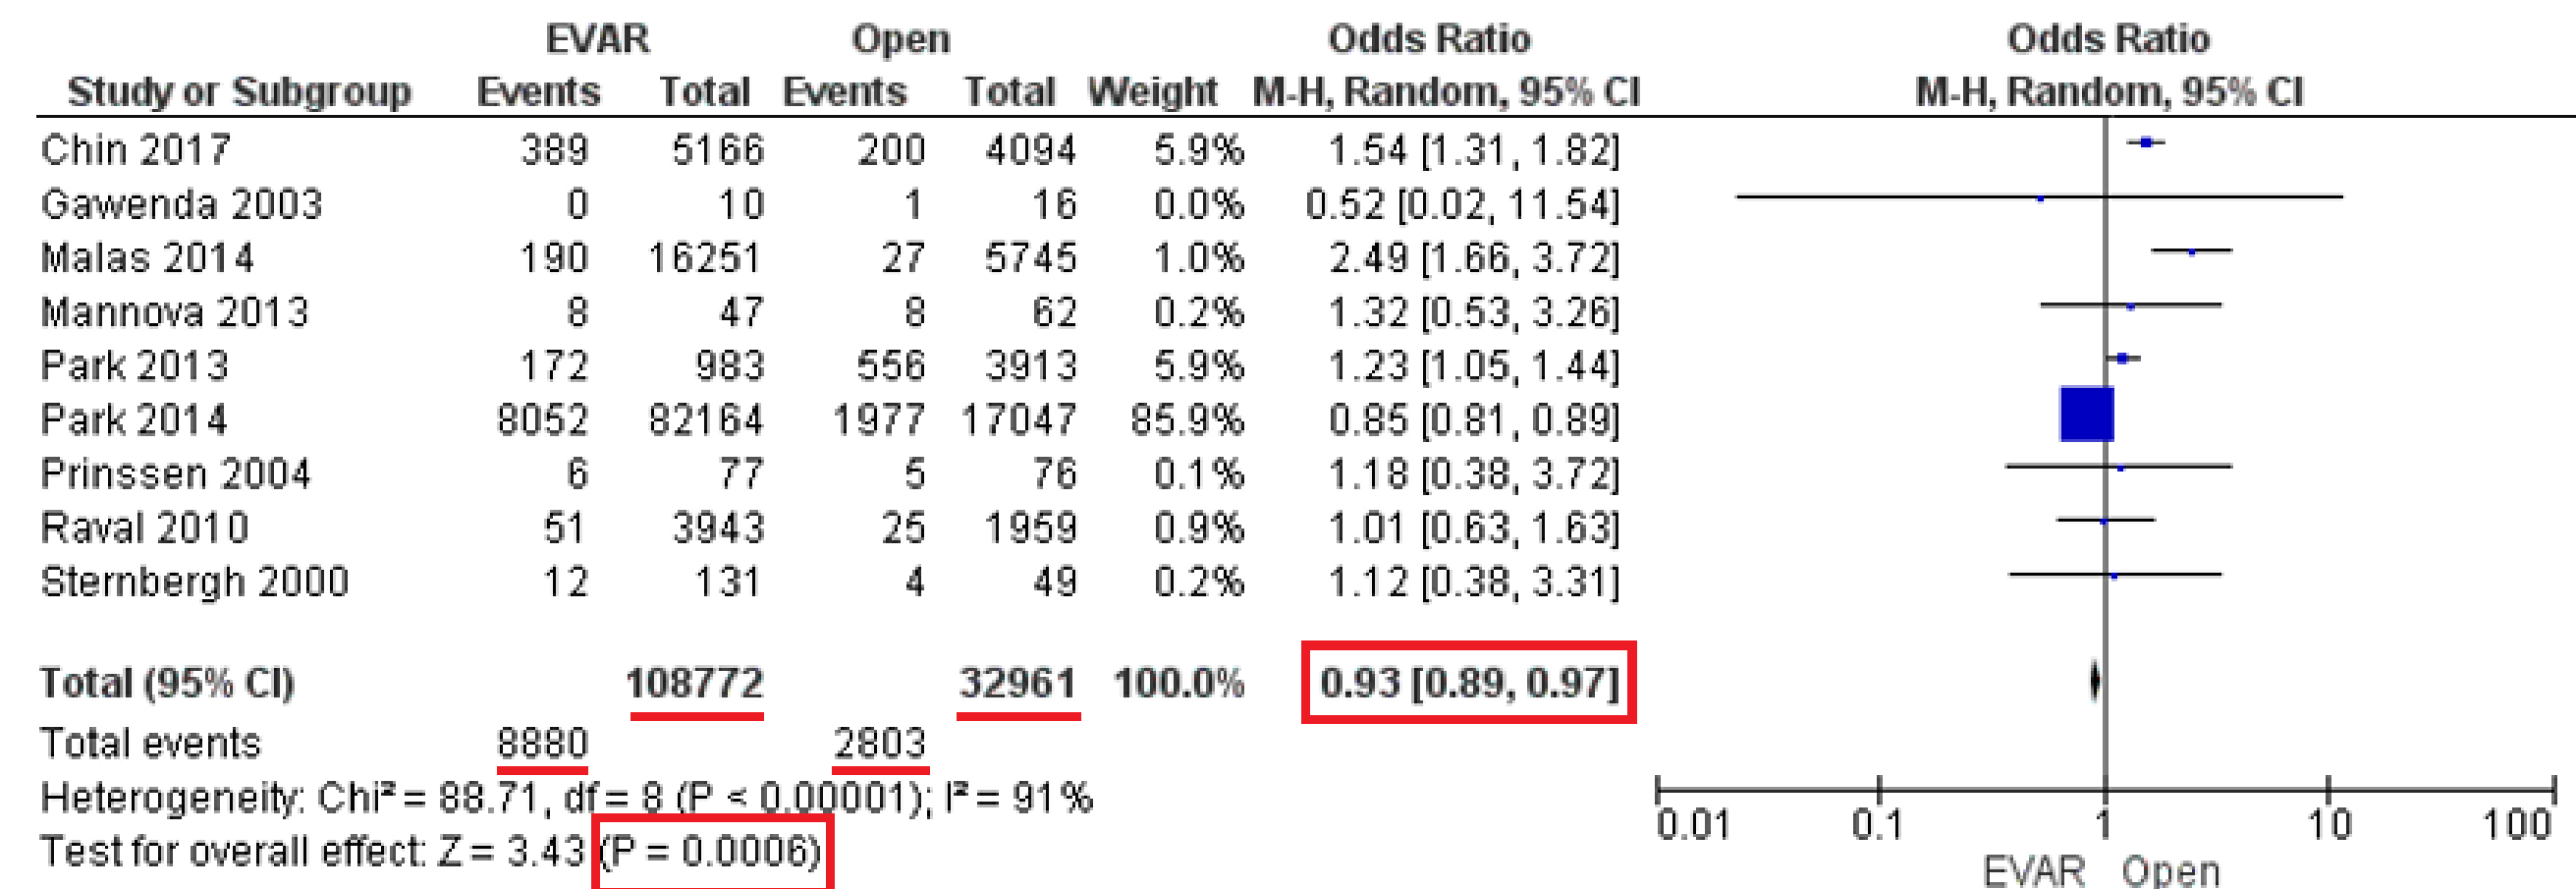 EVAR Open Odds Ratio Odds Ratio
Study or Subgroup Events Total Events Total Weight M-H, Random, 95% CI M-H, Random, 95% CI
Chin 2017 389 5166 200 4094 5.9% 1.54 [1.31, 1.82]
Gawenda 2003 0 10 1 16 0.0% 0.52 [0.02, 11.54]
Malas 2014 190 16251 27 5745 1.0% 2.49 [1.66, 3.72]
Mannova 2013 8 47 8 62 0.2% 1.32 [0.53, 3.26]
Park 2013 172 983 556 3913 5.9% 1.23 [1.05, 1.44]
Park 2014 8052 82164 1977 17047 85.9% 0.85 [0.81, 0.89]
Prinssen 2004 6 77 5 76 0.1% 1.18 [0.38, 3.72]
Raval 2010 51 3943 25 1959 0.9% 1.01 [0.63, 1.63]
Sternbergh 2000 12 131 4 49 0.2% 1.12 [0.38, 3.31]
Total (95% CI) 108772 32961 100.0% 0.93 [0.89, 0.97]
Total events 8880 2803
Heterogeneity: Chi² = 88.71, df = 8 (P < 0.00001); I² = 91%
Test for overall effect: Z = 3.43 (P = 0.0006)
0.01 0.1 1 10 100
EVAR Open